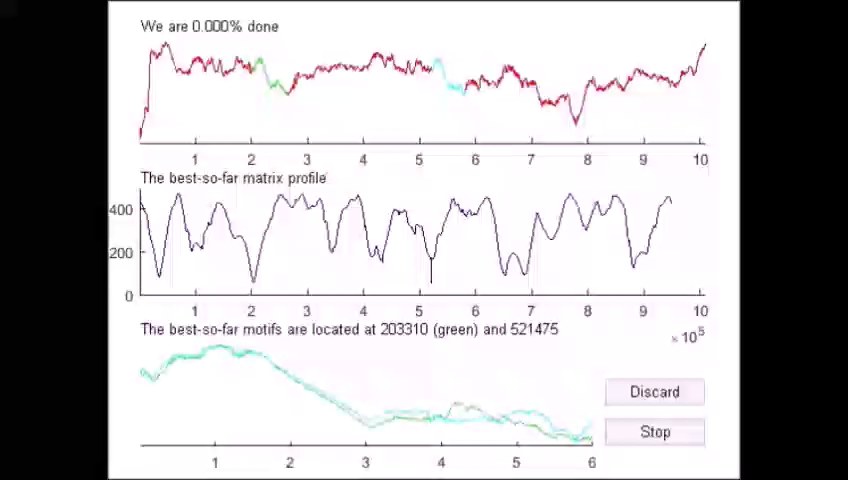 We are 0.000% done
1 2 3 4 5 6 7 8 9 10
The best-so-far matrix profile
400
200
0
1 2 3 4 5 6 7 8 9 10
× 10⁵
The best-so-far motifs are located at 203310 (green) and 521475
Discard
Stop
1 2 3 4 5 6